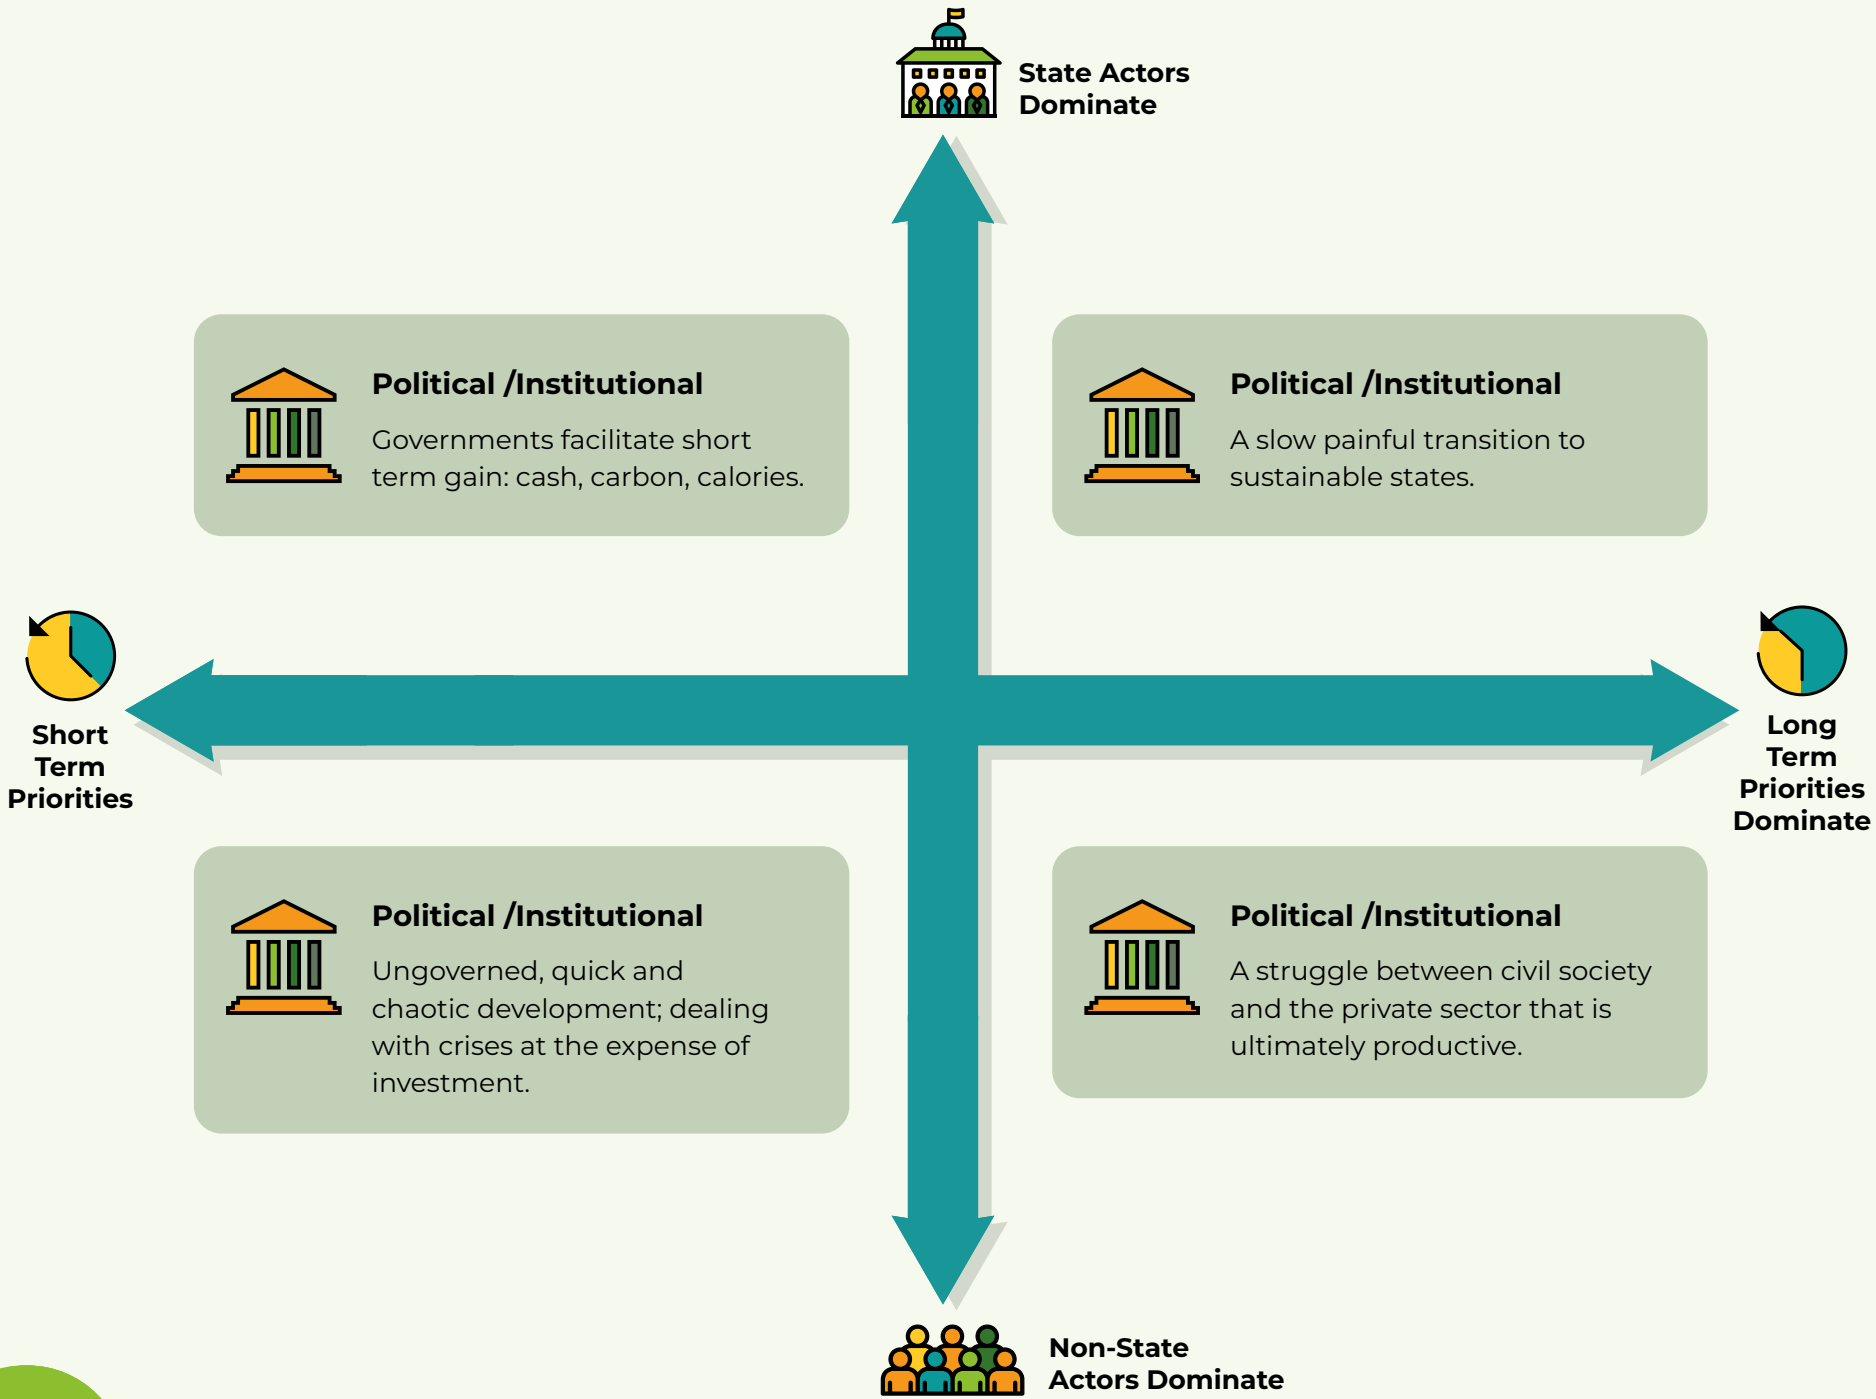 State Actors
Dominate
Political /Institutional
Governments facilitate short
term gain: cash, carbon, calories.
Political /Institutional
A slow painful transition to
sustainable states.
Short
Term
Priorities
Long
Term
Priorities
Dominate
Political /Institutional
Ungoverned, quick and
chaotic development; dealing
with crises at the expense of
investment.
Political /Institutional
A struggle between civil society
and the private sector that is
ultimately productive.
Non-State
Actors Dominate